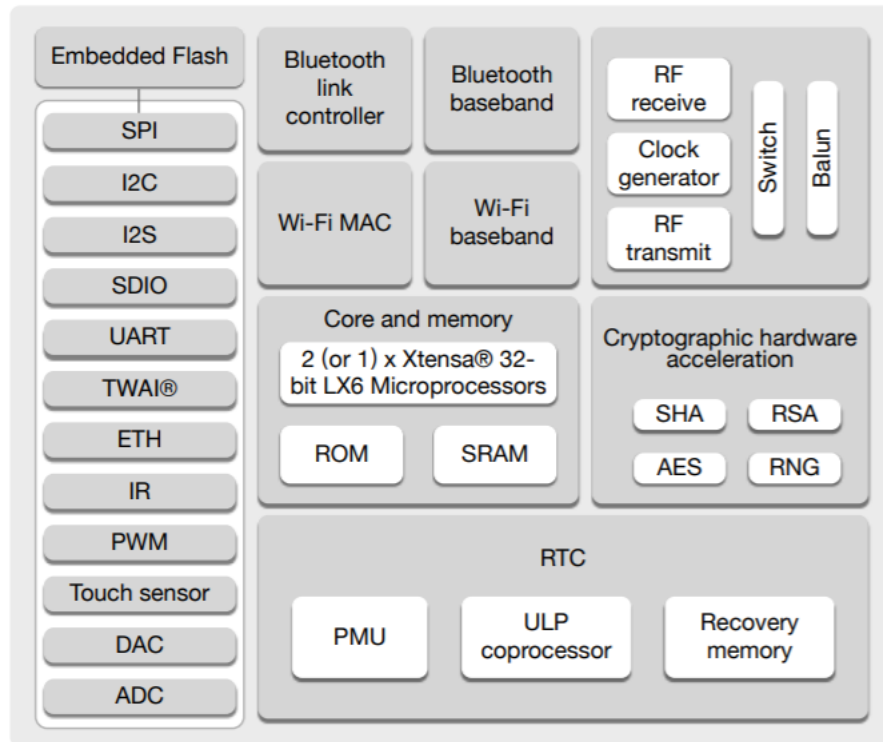 Embedded Flash
SPI
I2C
I2S
SDIO
UART
TWAI®
ETH
IR
PWM
Touch sensor
DAC
ADC
Bluetooth
link
controller
Bluetooth
baseband
Wi-Fi MAC
Wi-Fi
baseband
RF
receive
Clock
generator
RF
transmit
Switch
Balun
Core and memory
2 (or 1) x Xtensa® 32-
bit LX6 Microprocessors
ROM
SRAM
Cryptographic hardware
acceleration
SHA
RSA
AES
RNG
RTC
PMU
ULP
coprocessor
Recovery
memory